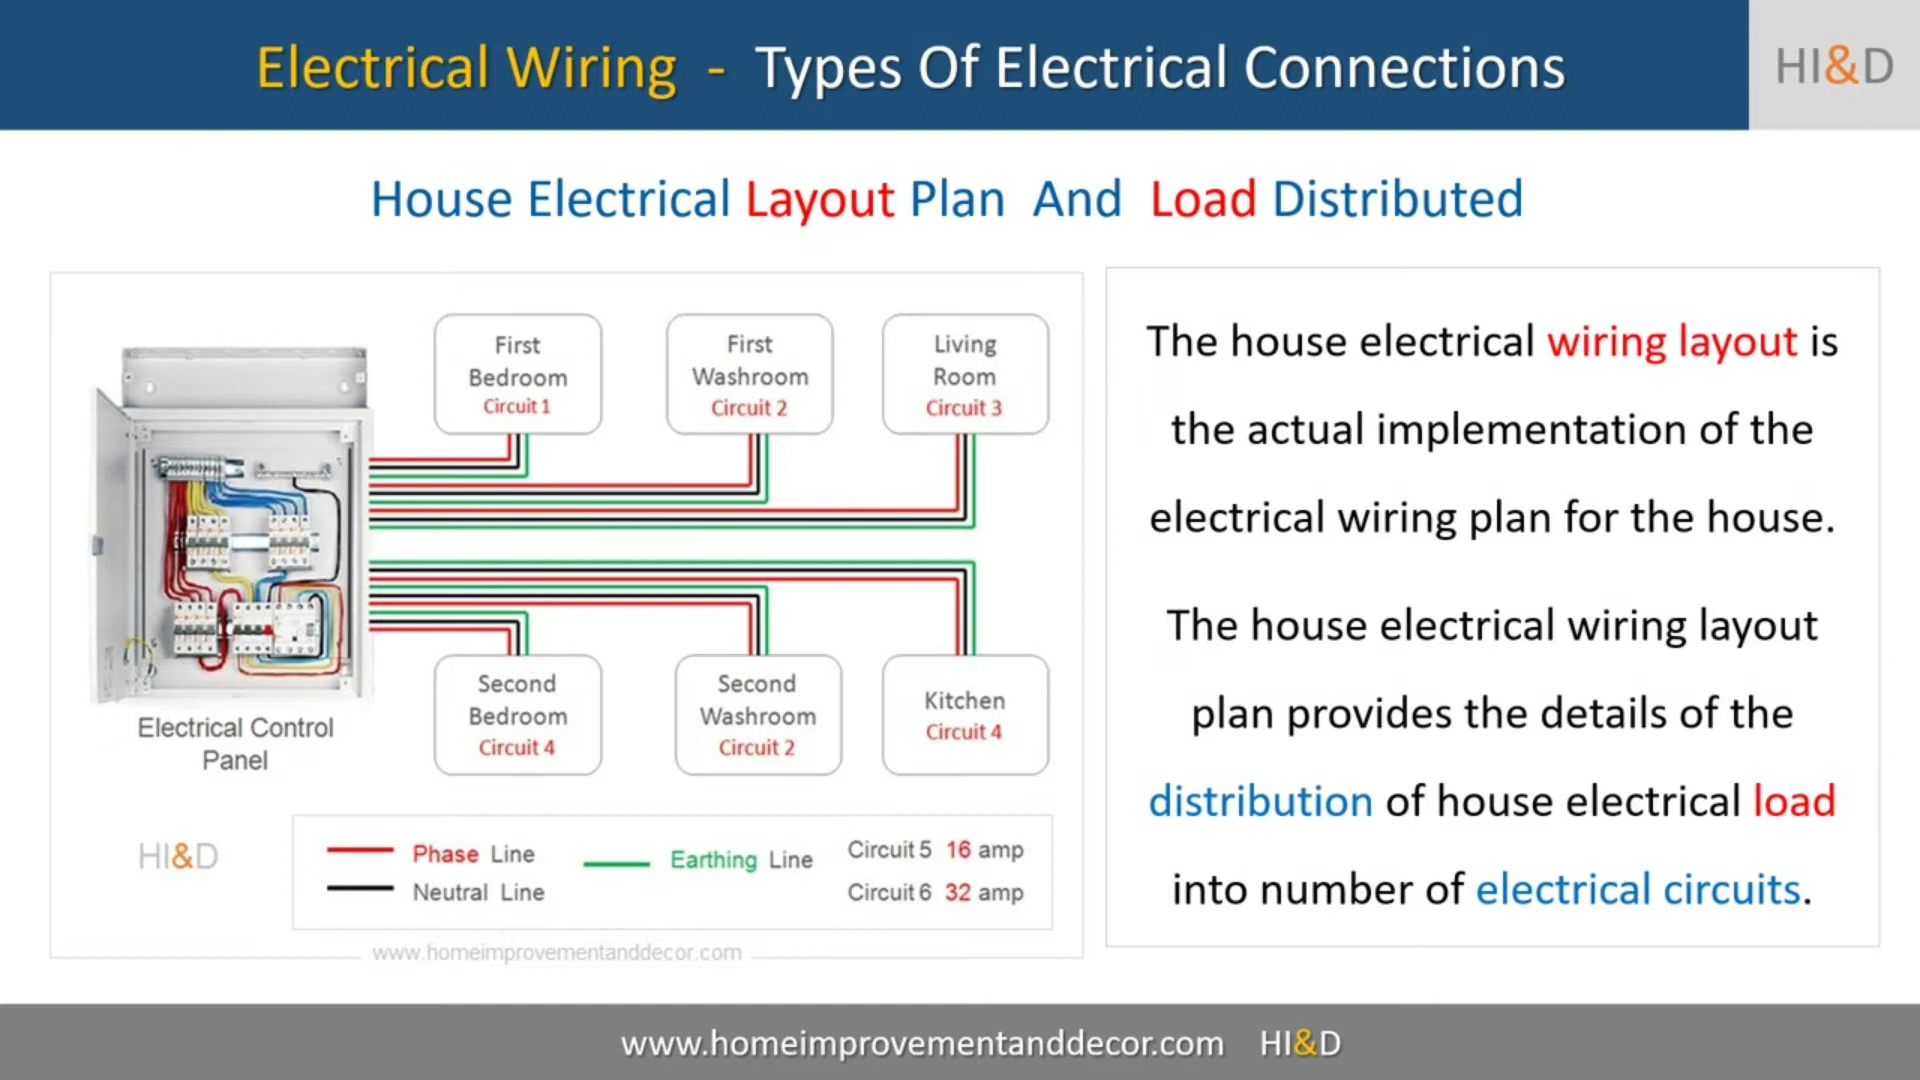 Electrical Wiring - Types Of Electrical Connections
HI&D
House Electrical Layout Plan And Load Distributed
First
Bedroom
Circuit 1
First
Washroom
Circuit 2
Living
Room
Circuit 3
Electrical Control
Panel
Second
Bedroom
Circuit 4
Second
Washroom
Circuit 2
Kitchen
Circuit 4
HI&D
Phase Line
Neutral Line
Earthing Line
Circuit 5 16 amp
Circuit 6 32 amp
www.homeimprovementanddecor.com
The house electrical wiring layout is
the actual implementation of the
electrical wiring plan for the house.
The house electrical wiring layout
plan provides the details of the
distribution of house electrical load
into number of electrical circuits.
www.homeimprovementanddecor.com HI&D